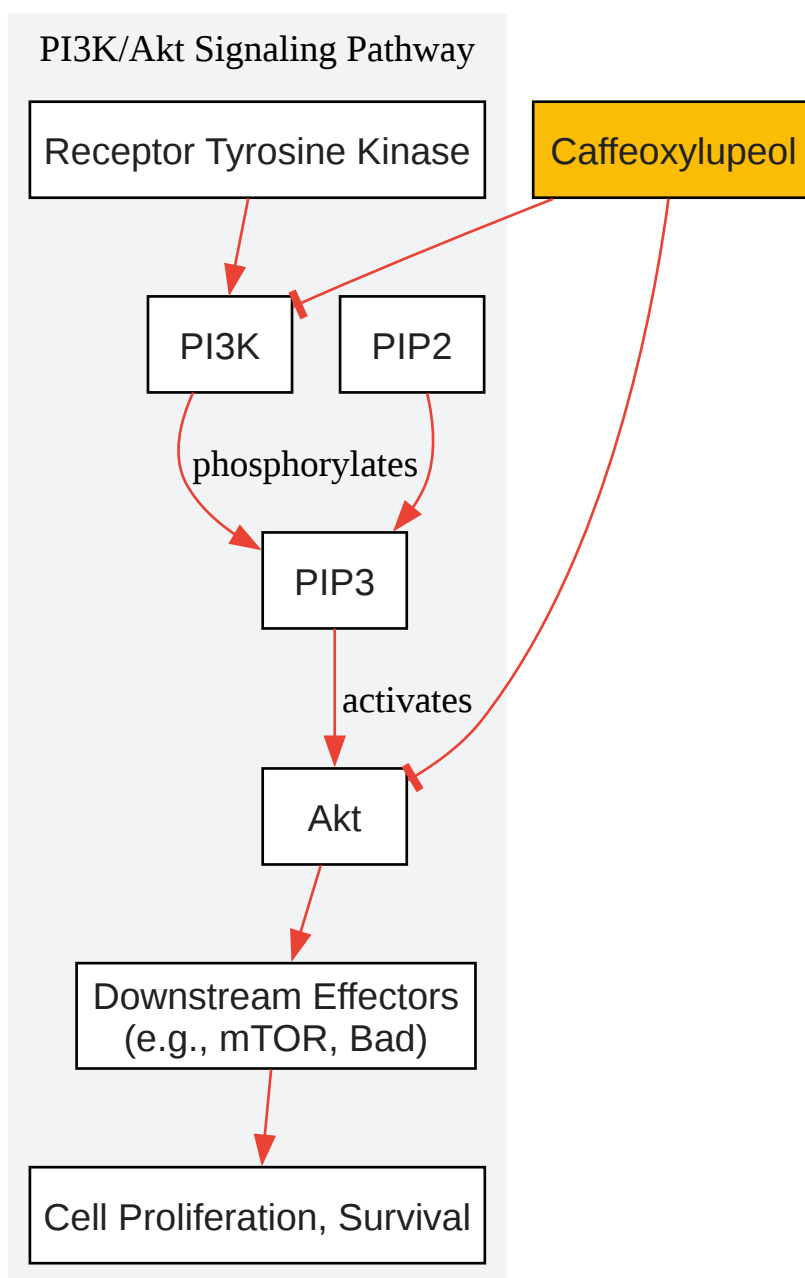 PI3K/Akt Signaling Pathway
Receptor Tyrosine Kinase
Caffeoxylupeol
PI3K
PIP2
phosphorylates
PIP3
activates
Akt
Downstream Effectors
(e.g., mTOR, Bad)
Cell Proliferation, Survival